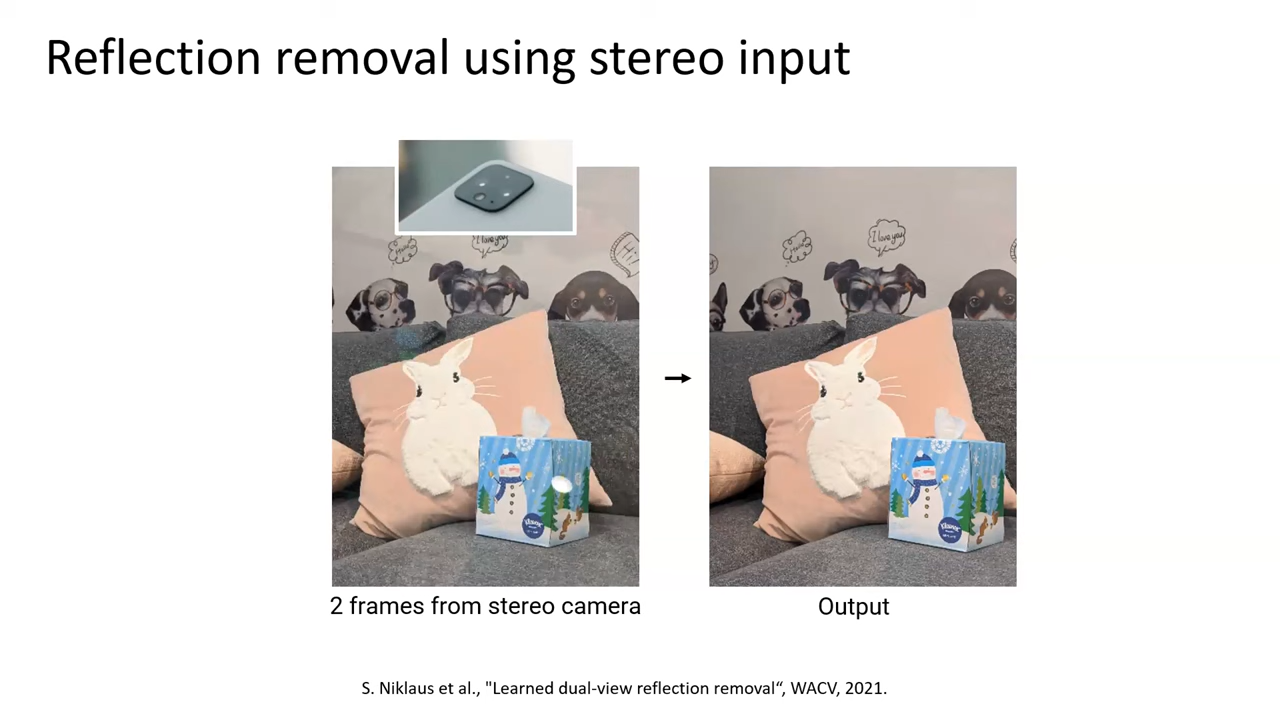 Reflection removal using stereo input
I love you
I love you
2 frames from stereo camera
Output
S. Niklaus et al., "Learned dual-view reflection removal“, WACV, 2021.